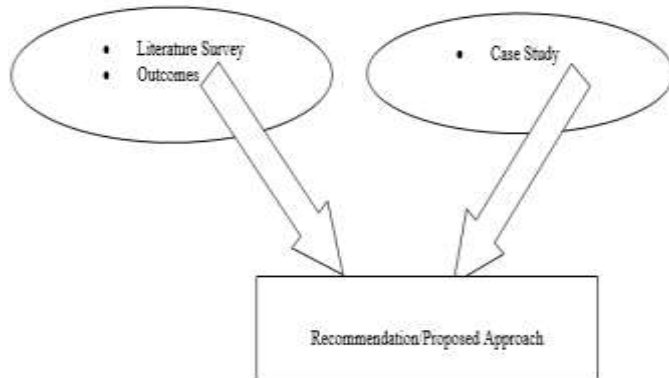 • Literature Survey
• Outcomes
• Case Study
Recommendation/Proposed Approach